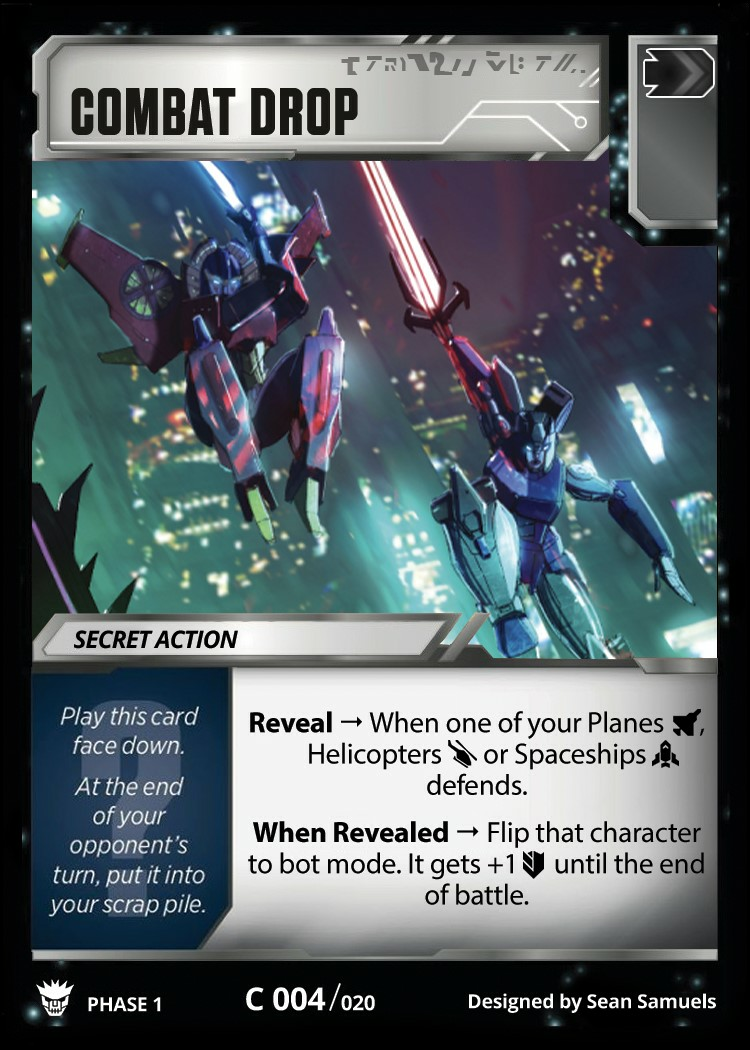 COMBAT DROP
SECRET ACTION
Play this card
face down.
At the end
of your
opponent's
turn, put it into
your scrap pile.
?
Reveal → When one of your Planes ,
Helicopters or Spaceships
defends.
When Revealed → Flip that character
to bot mode. It gets +1 until the end
of battle.
PHASE 1
C 004/020
Designed by Sean Samuels